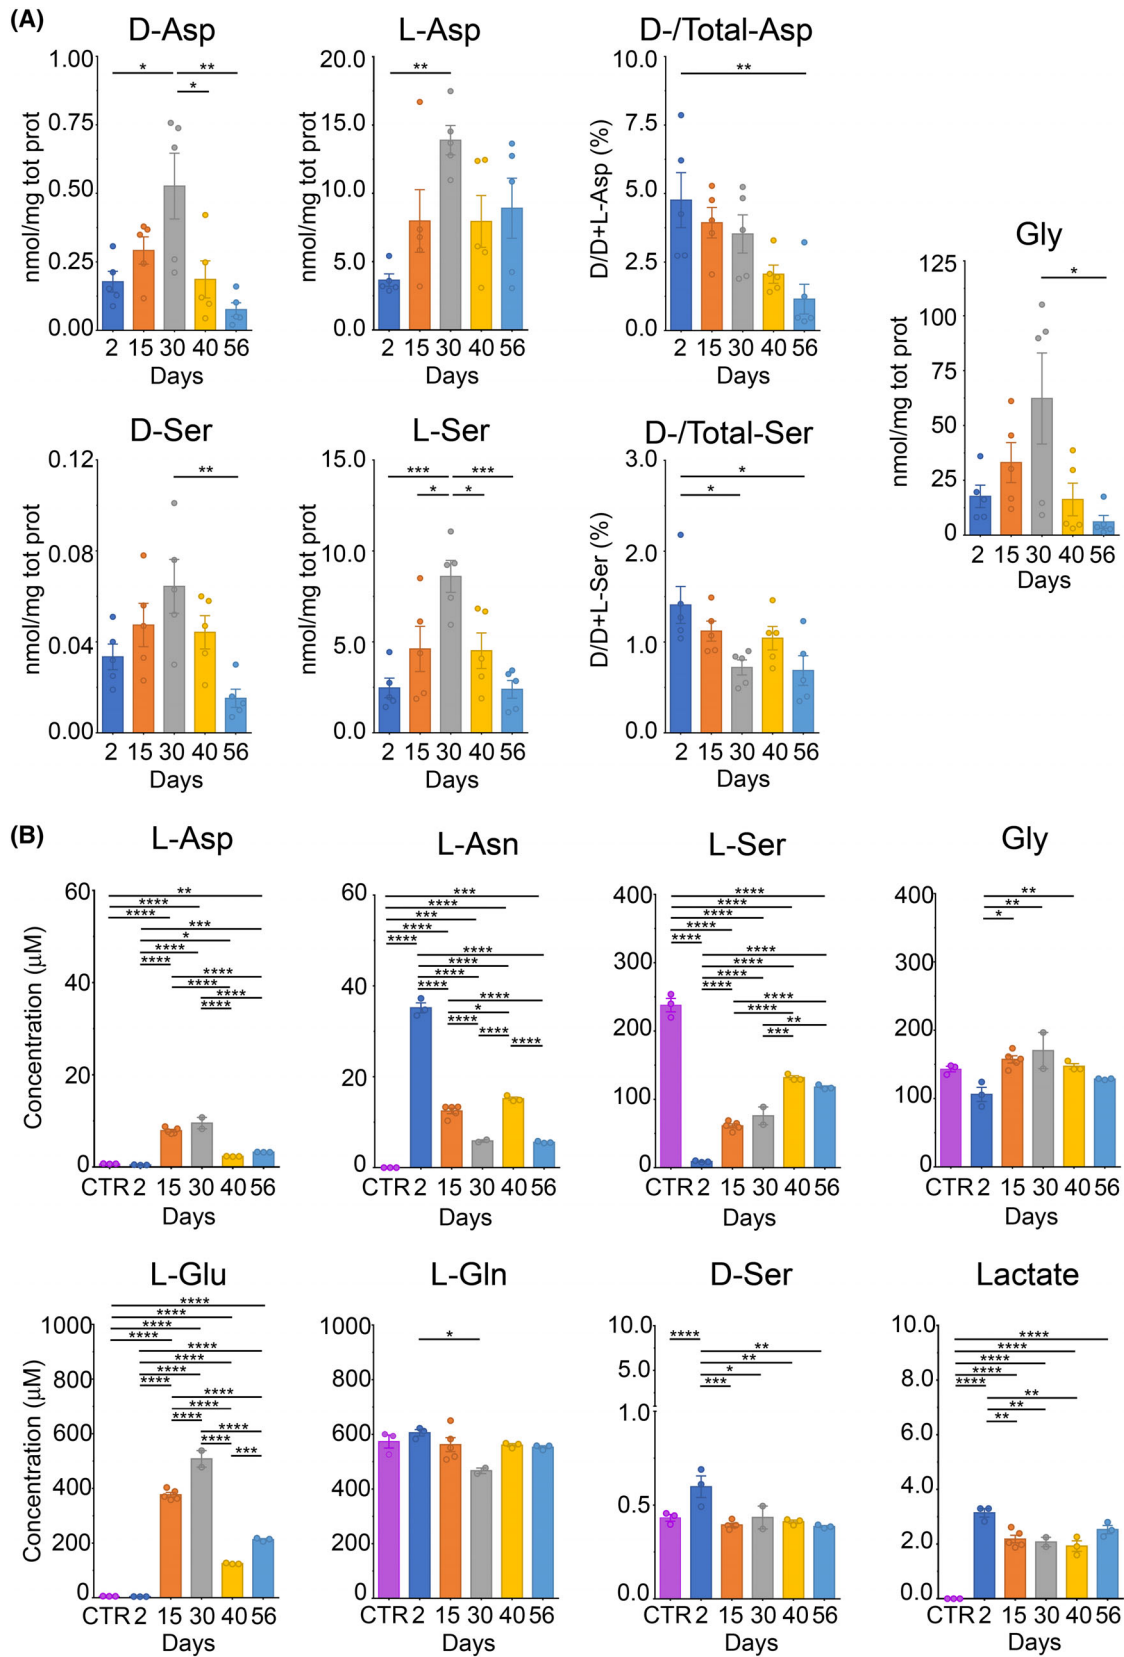 (A)
D-Asp
nmol/mg tot prot
1.00
0.75
0.50
0.25
0.00
* **
*
2 15 30 40 56
Days
L-Asp
nmol/mg tot prot
20.0
15.0
10.0
5.0
0.0
**
2 15 30 40 56
Days
D-/Total-Asp
D/D+L-Asp (%)
10.0
7.5
5.0
2.5
0.0
**
2 15 30 40 56
Days
Gly
nmol/mg tot prot
125
100
75
50
25
0
*
2 15 30 40 56
Days
D-Ser
nmol/mg tot prot
0.12
0.08
0.04
0.00
**
2 15 30 40 56
Days
L-Ser
nmol/mg tot prot
15.0
10.0
5.0
0.0
*** ***
* *
2 15 30 40 56
Days
D-/Total-Ser
D/D+L-Ser (%)
3.0
2.0
1.0
0.0
*
*
2 15 30 40 56
Days
(B)
L-Asp
Concentration (μM)
60
40
20
0
**
****
****
***
*
****
****
****
****
****
****
CTR 2 15 30 40 56
Days
L-Asn
60
40
20
0
***
****
***
****
****
****
****
****
****
****
*
****
****
****
CTR 2 15 30 40 56
Days
L-Ser
400
300
200
100
0
****
****
****
****
****
****
****
****
****
****
****
**
***
CTR 2 15 30 40 56
Days
Gly
400
300
200
100
0
**
**
*
CTR 2 15 30 40 56
Days
L-Glu
Concentration (μM)
1000
800
600
400
200
0
****
****
****
****
****
****
****
****
****
****
****
****
****
***
CTR 2 15 30 40 56
Days
L-Gln
1000
800
600
400
200
0
*
CTR 2 15 30 40 56
Days
D-Ser
10.0
5.0
1.0
0.5
0.0
****
**
**
*
***
CTR 2 15 30 40 56
Days
Lactate
10.0
8.0
6.0
4.0
2.0
0.0
****
****
****
****
****
**
**
**
CTR 2 15 30 40 56
Days